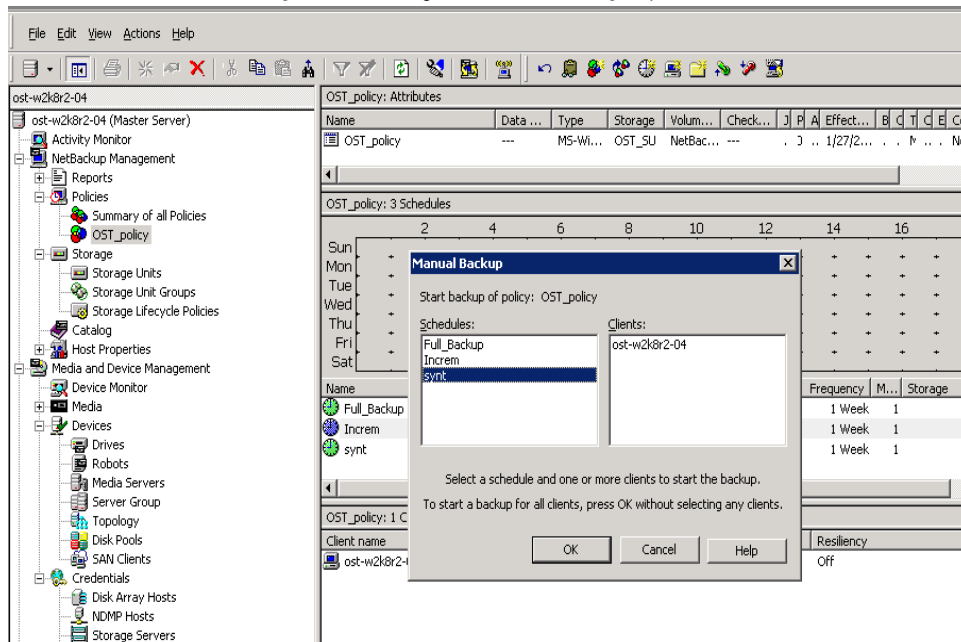 File Edit View Actions Help
ost-w2k8r2-04
ost-w2k8r2-04 (Master Server)
Activity Monitor
NetBackup Management
Reports
Policies
Summary of all Policies
OST_policy
Storage
Storage Units
Storage Unit Groups
Storage Lifecycle Policies
Catalog
Host Properties
Media and Device Management
Device Monitor
Media
Devices
Drives
Robots
Media Servers
Server Group
Topology
Disk Pools
SAN Clients
Credentials
Disk Array Hosts
NDMP Hosts
Storage Servers
OST_policy: Attributes
Name Data ... Type Storage Volum... Check... J P A Effect... B C T C E
OST_policy --- MS-Wi... OST_SU NetBac... --- 1/27/2...
OST_policy: 3 Schedules
2 4 6 8 10 12 14 16
Sun
Mon
Tue
Wed
Thu
Fri
Sat
Name Frequency M... Storage
Full_Backup 1 Week 1
Increm 1 Week 1
synt 1 Week 1
OST_policy: 1 C
Client name Resiliency
ost-w2k8r2- Off
Manual Backup
Start backup of policy: OST_policy
Schedules: Clients:
Full_Backup ost-w2k8r2-04
Increm
synt
Select a schedule and one or more clients to start the backup.
To start a backup for all clients, press OK without selecting any clients.
OK Cancel Help